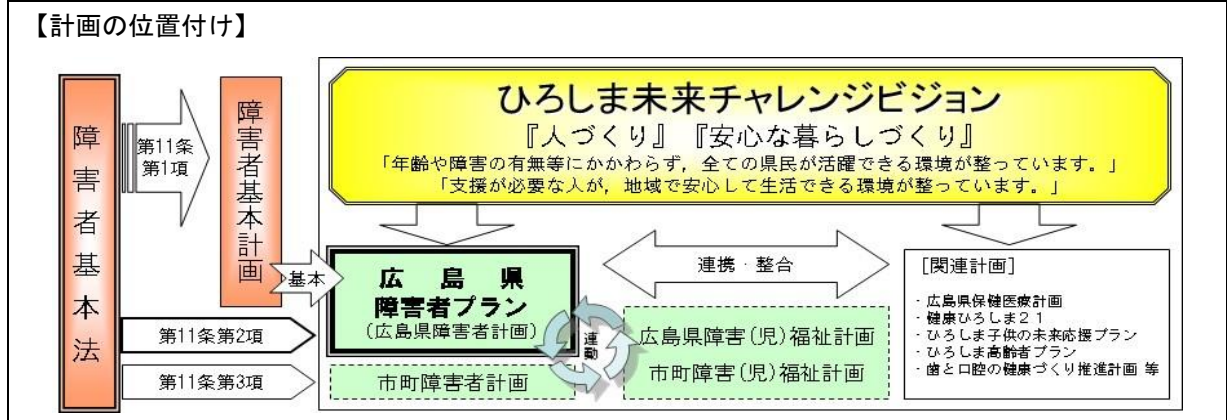 【計画の位置付け】
障害者基本法
第11条
第1項
障害者基本計画
ひろしま未来チャレンジビジョン
『人づくり』『安心な暮らしづくり』
「年齢や障害の有無等にかかわらず，全ての県民が活躍できる環境が整っています。」
「支援が必要な人が，地域で安心して生活できる環境が整っています。」
基本
広島県
障害者プラン
（広島県障害者計画）
連携・整合
[関連計画]
・広島県保健医療計画
・健康ひろしま２１
・ひろしま子供の未来応援プラン
・ひろしま高齢者プラン
・歯と口腔の健康づくり推進計画 等
第11条第2項
連動
広島県障害(児)福祉計画
市町障害(児)福祉計画
第11条第3項
市町障害者計画